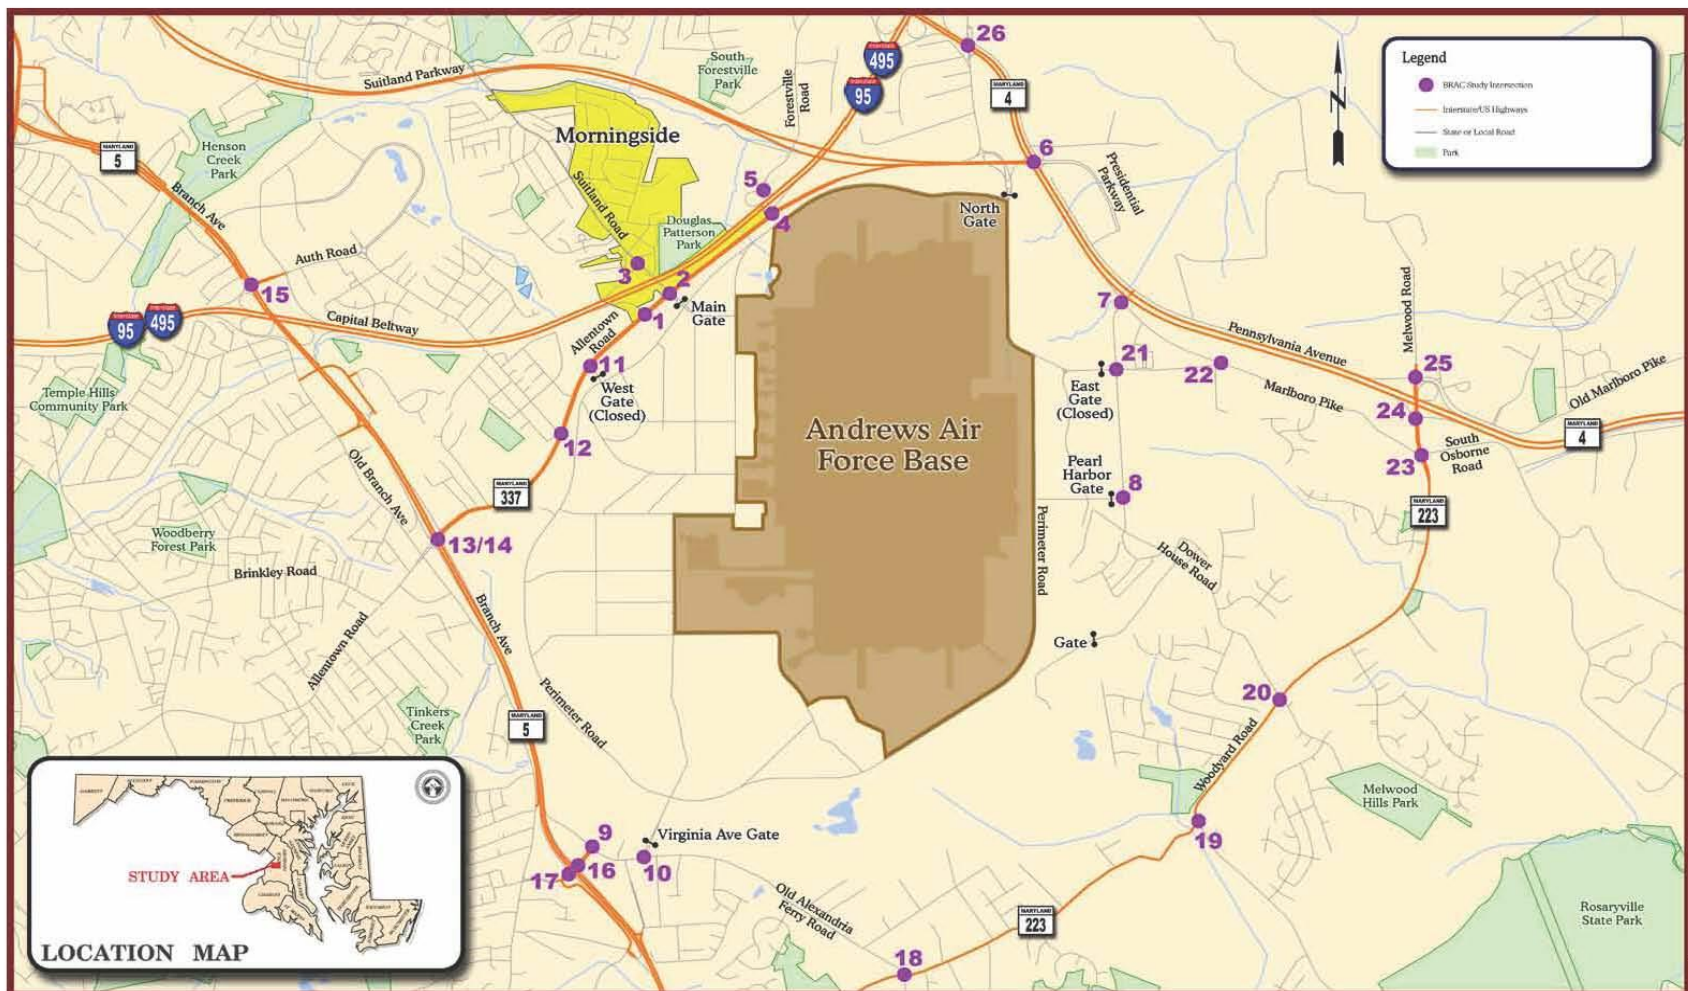 26
Suitland Parkway
South
Forestville
Park
Forestville
Road
INTERSTATE
495
INTERSTATE
95
MARYLAND
4
Legend
BRAC Study Intersection
Interstate/US Highways
State or Local Road
Park
N
MARYLAND
5
Henson
Creek
Park
Morningside
Suitland Road
5
6
Presidential
Parkway
Branch Ave
Douglas
Patterson
Park
4
North
Gate
Auth Road
3
2
15
Main
Gate
7
Melwood Road
INTERSTATE
95
INTERSTATE
495
Capital Beltway
Allentown
Road
1
Pennsylvania Avenue
11
West
Gate
(Closed)
21
East
Gate
(Closed)
22
25
Marlboro Pike
Old Marlboro Pike
Temple Hills
Community Park
24
12
Andrews Air
Force Base
MARYLAND
4
South
Osborne
Road
23
Old Branch Ave
Pearl
Harbor
Gate
8
MARYLAND
337
MARYLAND
223
Woodberry
Forest Park
13/14
Perimeter Road
Dower
House Road
Brinkley Road
Branch Ave
Allentown Road
Gate
20
Perimeter Road
Tinkers
Creek
Park
MARYLAND
5
Woodyard Road
Melwood
Hills Park
19
9
Virginia Ave Gate
16
17
10
Old Alexandria
Ferry Road
MARYLAND
223
Rosaryville
State Park
18
GARRETT
STUDY AREA
LOCATION MAP